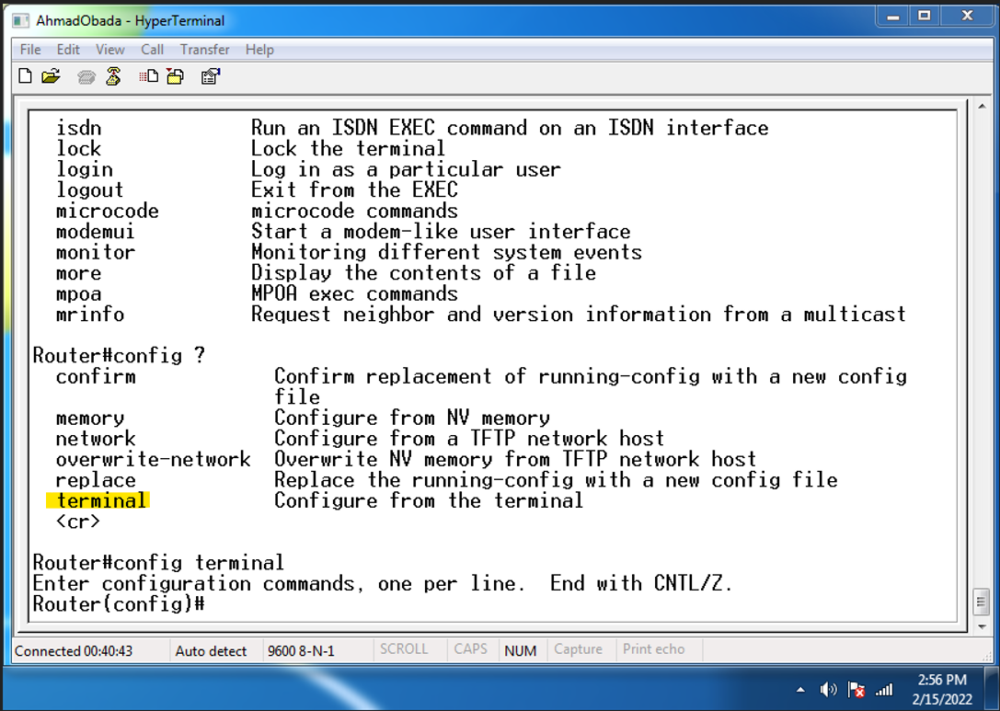 AhmadObada - HyperTerminal
File Edit View Call Transfer Help
isdn Run an ISDN EXEC command on an ISDN interface
lock Lock the terminal
login Log in as a particular user
logout Exit from the EXEC
microcode microcode commands
modemui Start a modem-like user interface
monitor Monitoring different system events
more Display the contents of a file
mpoa MPOA exec commands
mrinfo Request neighbor and version information from a multicast
Router#config ?
confirm Confirm replacement of running-config with a new config
file
memory Configure from NV memory
network Configure from a TFTP network host
overwrite-network Overwrite NV memory from TFTP network host
replace Replace the running-config with a new config file
terminal Configure from the terminal
<cr>
Router#config terminal
Enter configuration commands, one per line. End with CNTL/Z.
Router(config)#
Connected 00:40:43 Auto detect 9600 8-N-1 SCROLL CAPS NUM Capture Print echo
2:56 PM
2/15/2022